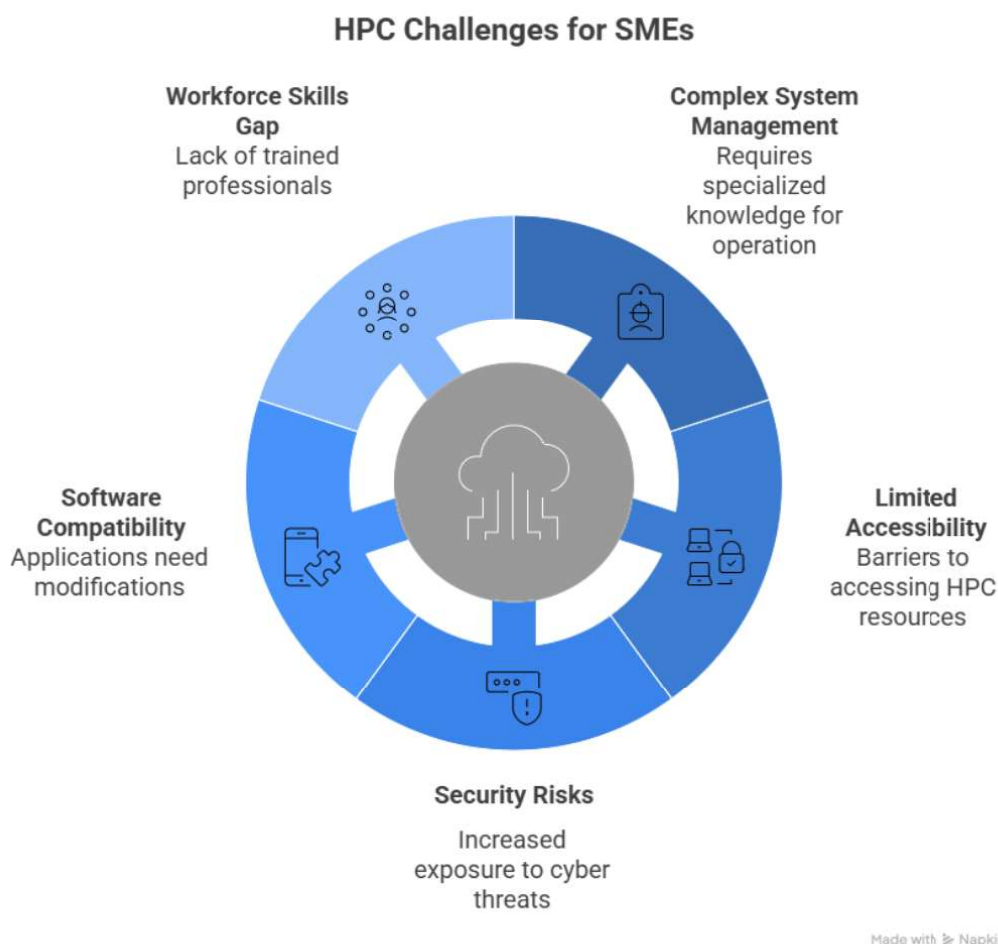 HPC Challenges for SMEs
Workforce Skills
Gap
Lack of trained
professionals
Complex System
Management
Requires
specialized
knowledge for
operation
Software
Compatibility
Applications need
modifications
Limited
Accessibility
Barriers to
accessing HPC
resources
Security Risks
Increased
exposure to cyber
threats
Made with Napki